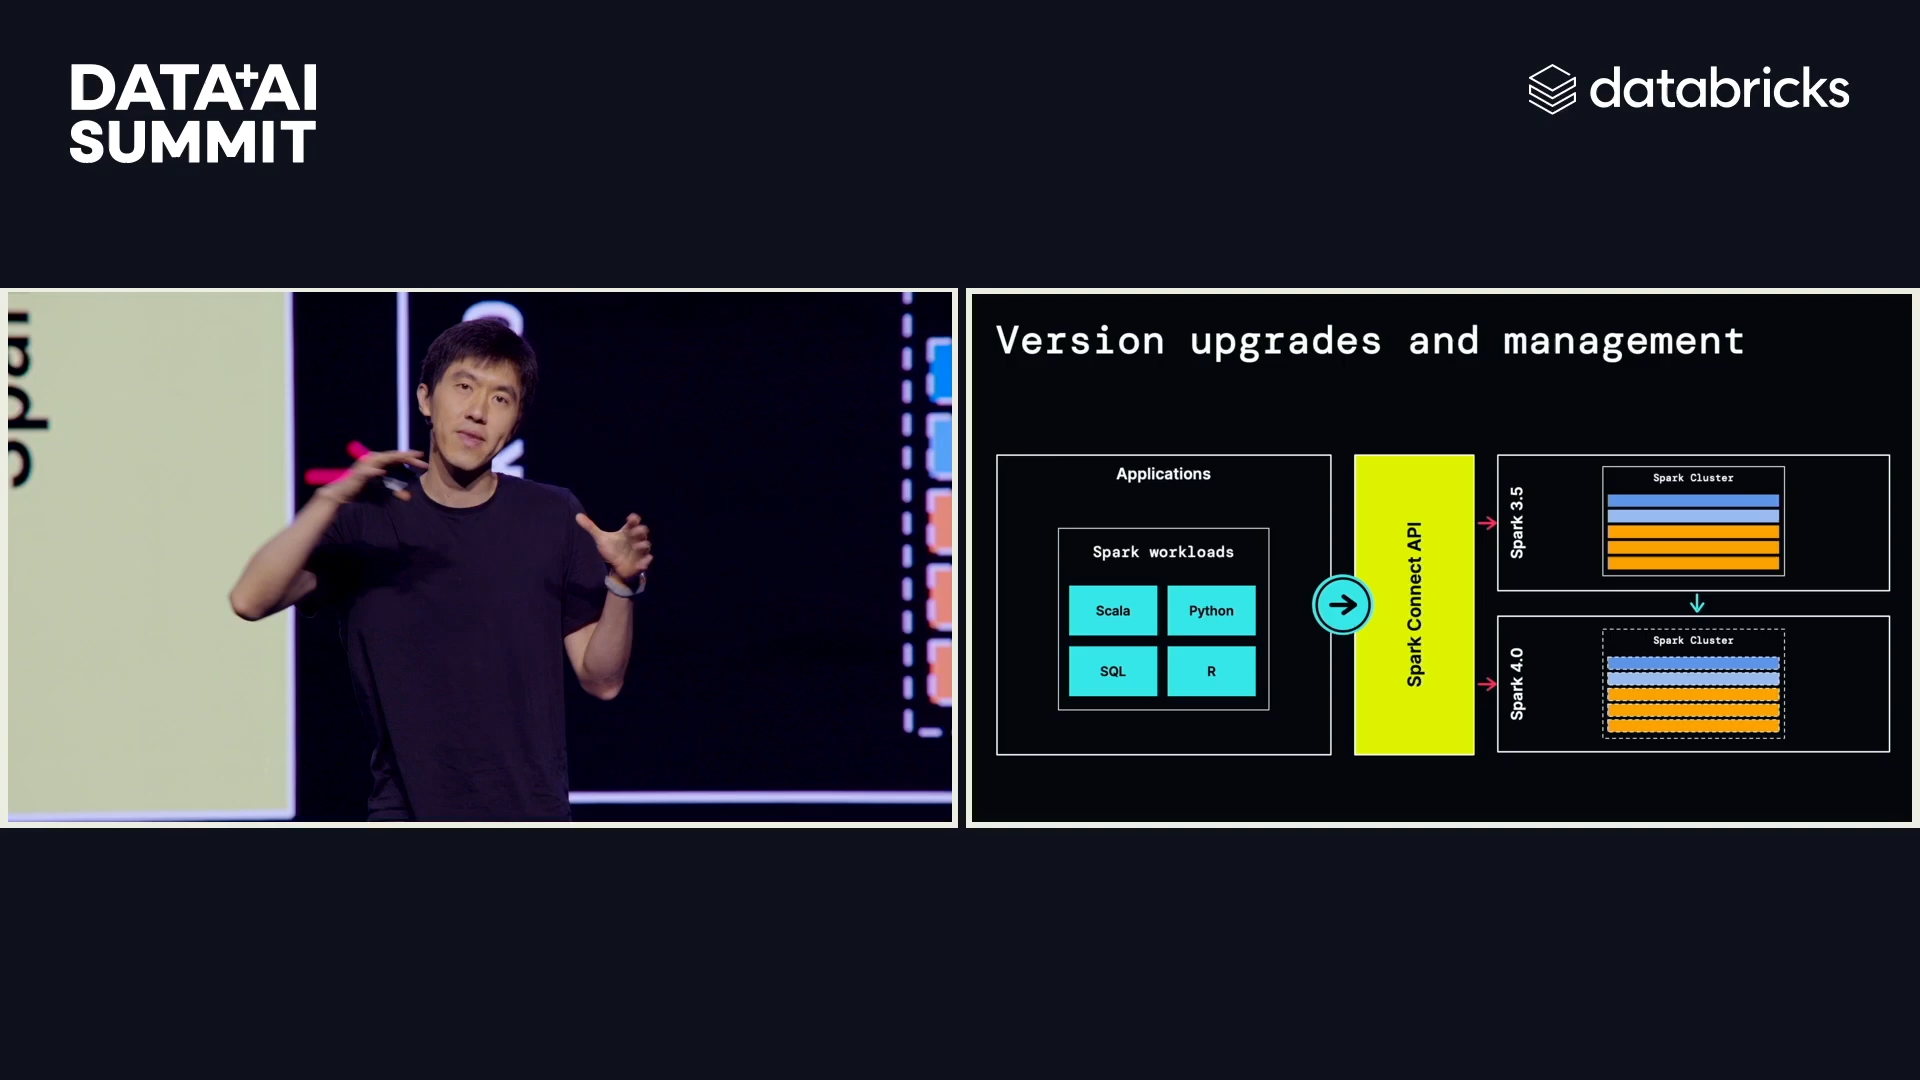 DATA+AI
SUMMIT
databricks
Version upgrades and management
Applications
Spark workloads
Scala
Python
SQL
R
Spark Connect API
Spark 3.5
Spark Cluster
Spark 4.0
Spark Cluster